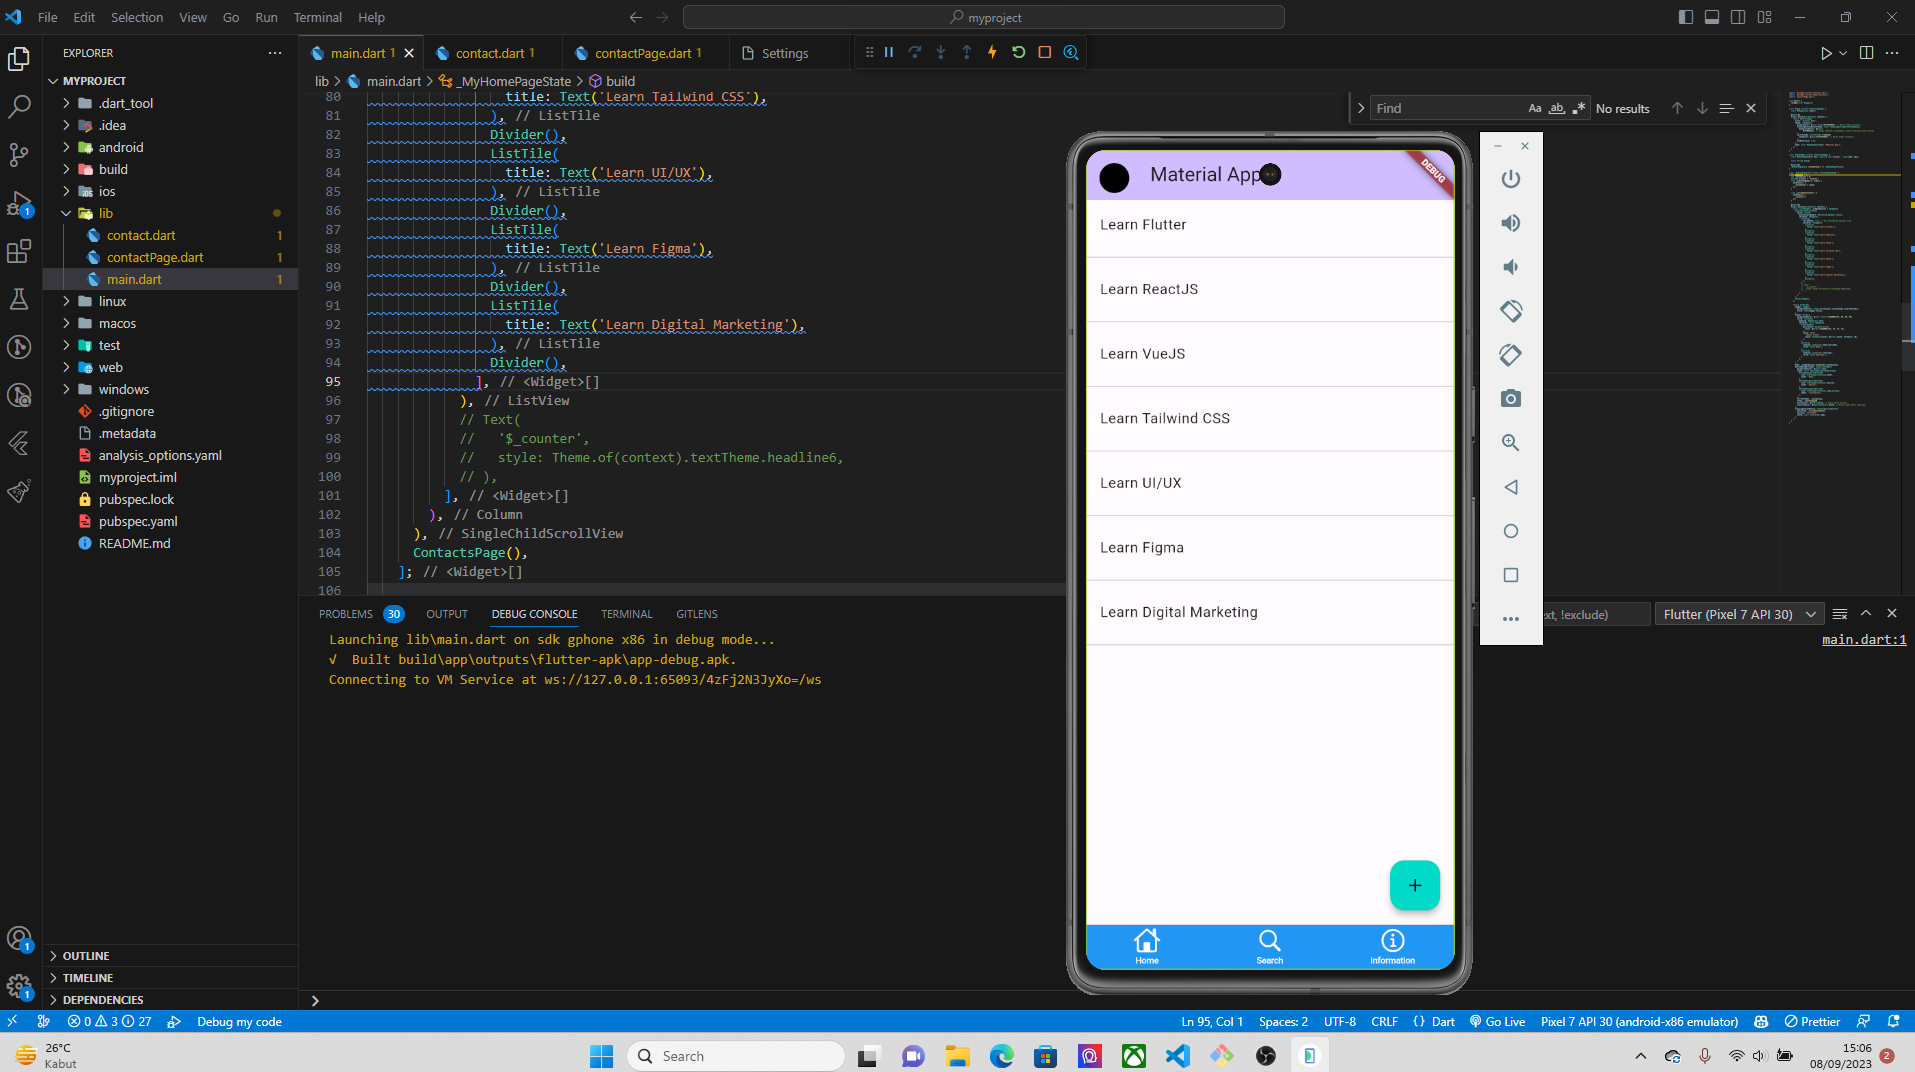 File Edit Selection View Go Run Terminal Help
myproject
EXPLORER
MYPROJECT
.dart_tool
.idea
android
build
ios
lib
contact.dart 1
contactPage.dart 1
main.dart 1
linux
macos
test
web
windows
.gitignore
.metadata
analysis_options.yaml
myproject.iml
pubspec.lock
pubspec.yaml
README.md
OUTLINE
TIMELINE
DEPENDENCIES
main.dart 1
contact.dart 1
contactPage.dart 1
Settings
lib > main.dart > _MyHomePageState > build
80 title: Text('Learn Tailwind CSS'),
81 ), // ListTile
82 Divider(),
83 ListTile(
84 title: Text('Learn UI/UX'),
85 ), // ListTile
86 Divider(),
87 ListTile(
88 title: Text('Learn Figma'),
89 ), // ListTile
90 Divider(),
91 ListTile(
92 title: Text('Learn Digital Marketing'),
93 ), // ListTile
94 Divider(),
95 ], // <Widget>[]
96 ), // ListView
97 // Text(
98 // '$_counter',
99 // style: Theme.of(context).textTheme.headline6,
100 // ),
101 ], // <Widget>[]
102 ), // Column
103 ), // SingleChildScrollView
104 ContactsPage(),
105 ]; // <Widget>[]
106
Find Aa ab .* No results
PROBLEMS 30 OUTPUT DEBUG CONSOLE TERMINAL GITLENS
ext, !exclude)
Flutter (Pixel 7 API 30)
Launching lib\main.dart on sdk gphone x86 in debug mode...
main.dart:1
√ Built build\app\outputs\flutter-apk\app-debug.apk.
Connecting to VM Service at ws://127.0.0.1:65093/4zFj2N3JyXo=/ws
Material App
DEBUG
Learn Flutter
Learn ReactJS
Learn VueJS
Learn Tailwind CSS
Learn UI/UX
Learn Figma
Learn Digital Marketing
+
Home
Search
Information
1
1
1
0 3 27 Debug my code
Ln 95, Col 1 Spaces: 2 UTF-8 CRLF {} Dart Go Live Pixel 7 API 30 (android-x86 emulator) Prettier
26°C
Kabut
Search
15:06
08/09/2023
2